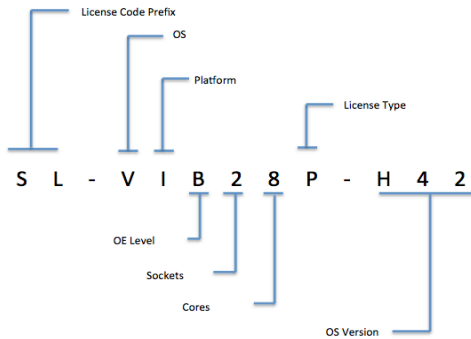 License Code Prefix
OS
Platform
License Type
S L - V I B 2 8 P - H 4 2
OE Level
Sockets
Cores
OS Version